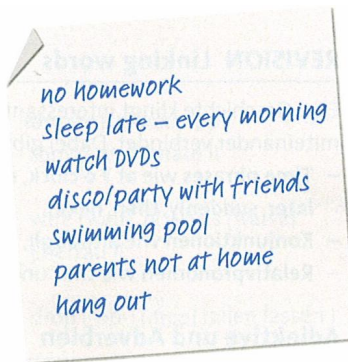 no homework
sleep late – every morning
watch DVDs
disco/party with friends
swimming pool
parents not at home
hang out